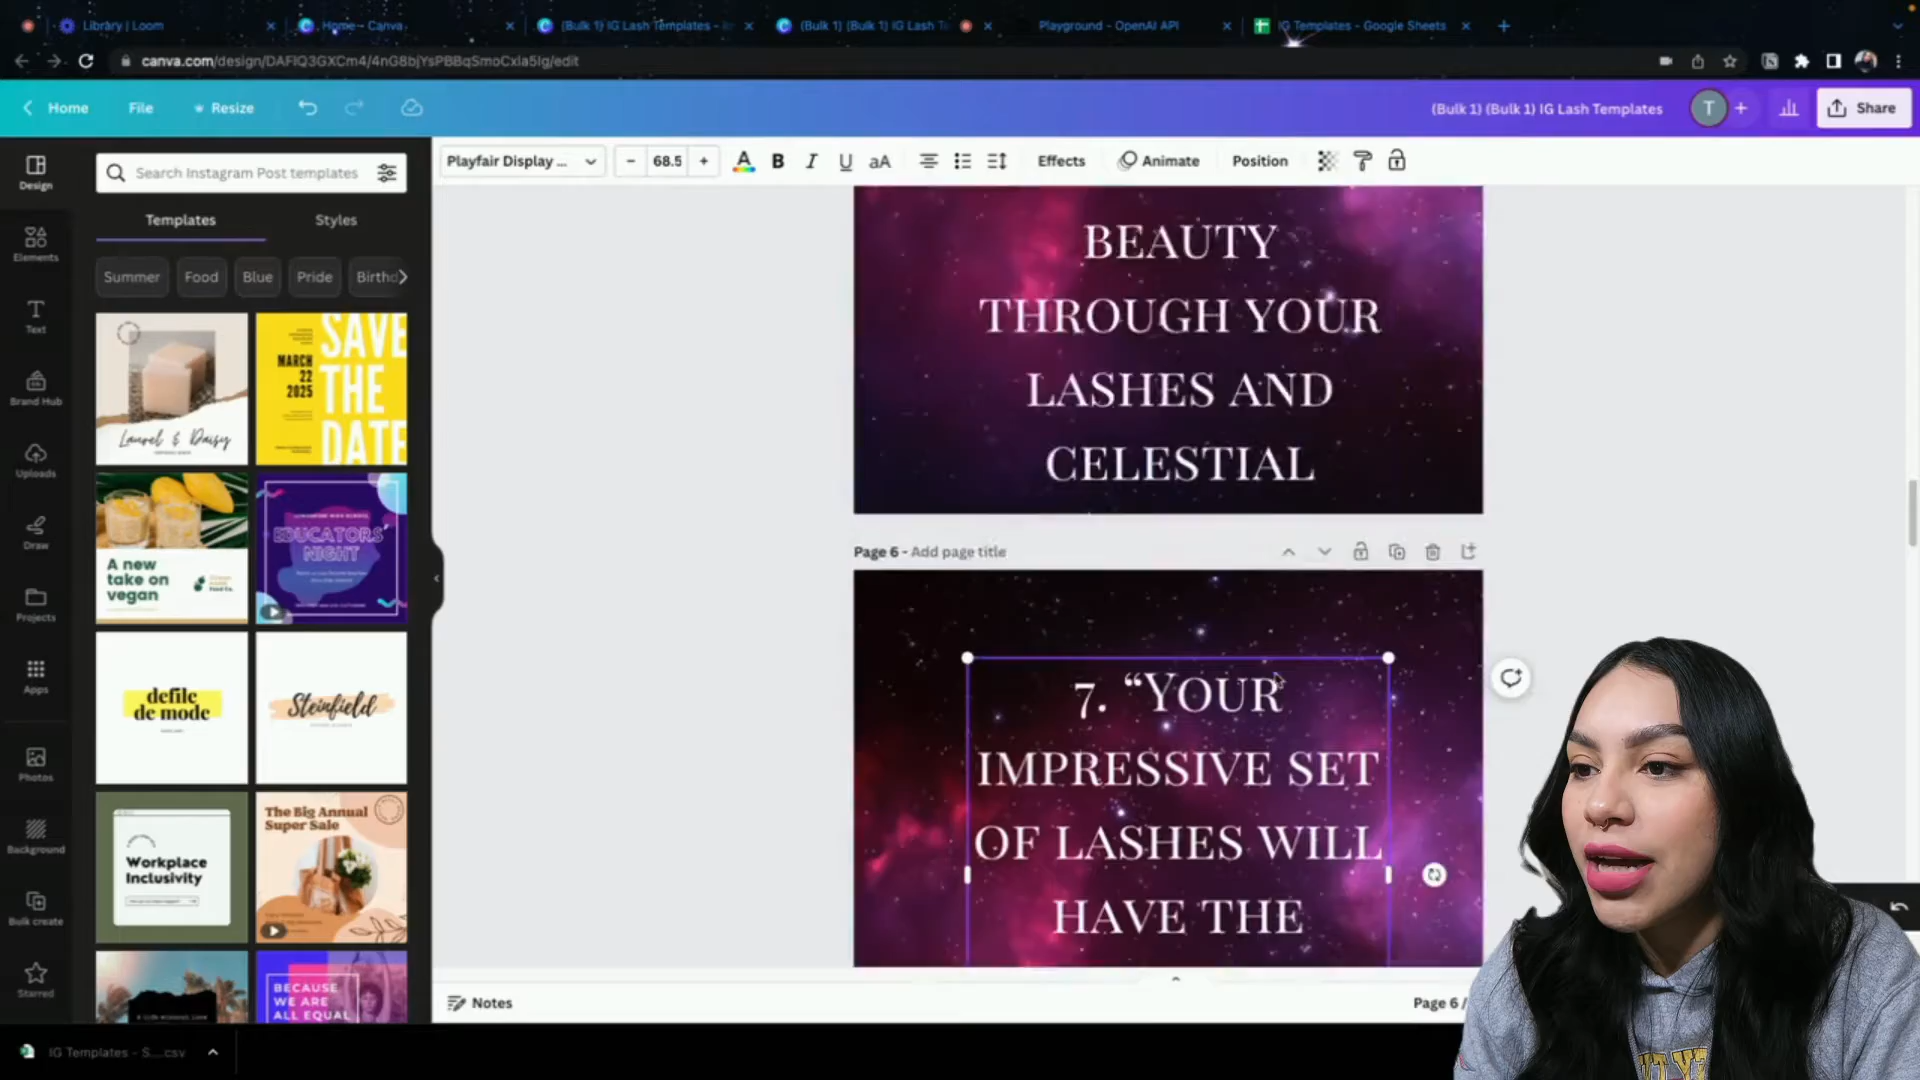 Library | Loom
Home - Canva
(Bulk 1) IG Lash Templates -
(Bulk 1) (Bulk 1) IG Lash
Playground - OpenAI API
IG Templates - Google Sheets
canva.com/design/DAFlQ3GXCm4/4nG8bjYsPBBqSmoCxla5Ig/edit
Home
File
Resize
(Bulk 1) (Bulk 1) IG Lash Templates
T
Share
Design
Elements
Text
Brand Hub
Uploads
Draw
Projects
Apps
Photos
Background
Bulk create
Starred
Search Instagram Post templates
Templates
Styles
Summer
Food
Blue
Pride
Birthd
Laurel & Daisy
MARCH
22
2025
SAVE
THE
DATE
A new
take on
vegan
EDUCATORS'
NIGHT
defile
de mode
Steinfield
Workplace
Inclusivity
The Big Annual
Super Sale
BECAUSE
WE ARE
ALL EQUAL
Playfair Display ...
68.5
A
B
I
U
aA
Effects
Animate
Position
BEAUTY
THROUGH YOUR
LASHES AND
CELESTIAL
Page 6 - Add page title
7. “YOUR
IMPRESSIVE SET
OF LASHES WILL
HAVE THE
Notes
Page 6 /
IG Templates - S....csv